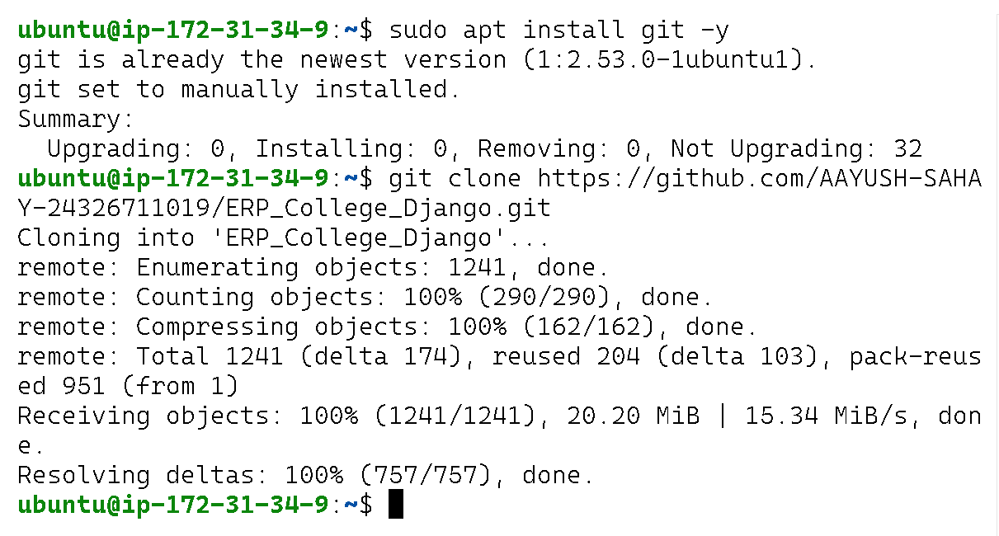 ubuntu@ip-172-31-34-9:~$ sudo apt install git -y
git is already the newest version (1:2.53.0-1ubuntu1).
git set to manually installed.
Summary:
  Upgrading: 0, Installing: 0, Removing: 0, Not Upgrading: 32
ubuntu@ip-172-31-34-9:~$ git clone https://github.com/AAYUSH-SAHA
Y-24326711019/ERP_College_Django.git
Cloning into 'ERP_College_Django'...
remote: Enumerating objects: 1241, done.
remote: Counting objects: 100% (290/290), done.
remote: Compressing objects: 100% (162/162), done.
remote: Total 1241 (delta 174), reused 204 (delta 103), pack-reus
ed 951 (from 1)
Receiving objects: 100% (1241/1241), 20.20 MiB | 15.34 MiB/s, don
e.
Resolving deltas: 100% (757/757), done.
ubuntu@ip-172-31-34-9:~$